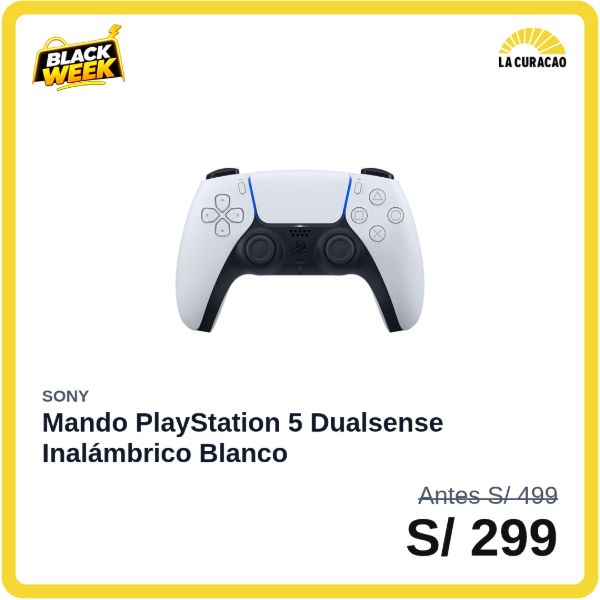 BLACK
WEEK
LA CURACAO
SONY
Mando PlayStation 5 Dualsense
Inalámbrico Blanco
Antes S/ 499
S/ 299